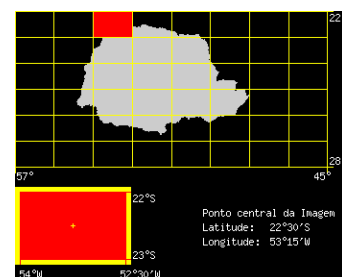 22
57° 45°
28
22°S
Ponto central da Imagem
Latitude: 22°30'S
Longitude: 53°15'W
23°S
54°W 52°30'W